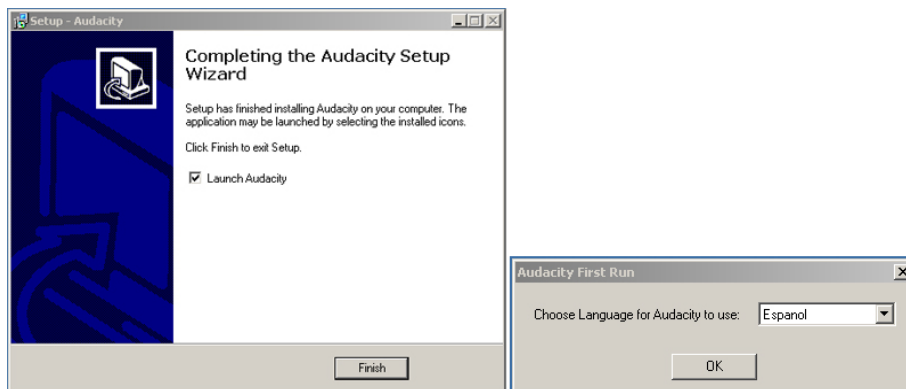 Setup - Audacity
Completing the Audacity Setup
Wizard
Setup has finished installing Audacity on your computer. The
application may be launched by selecting the installed icons.
Click Finish to exit Setup.
Launch Audacity
Finish
Audacity First Run
Choose Language for Audacity to use: Espanol
OK